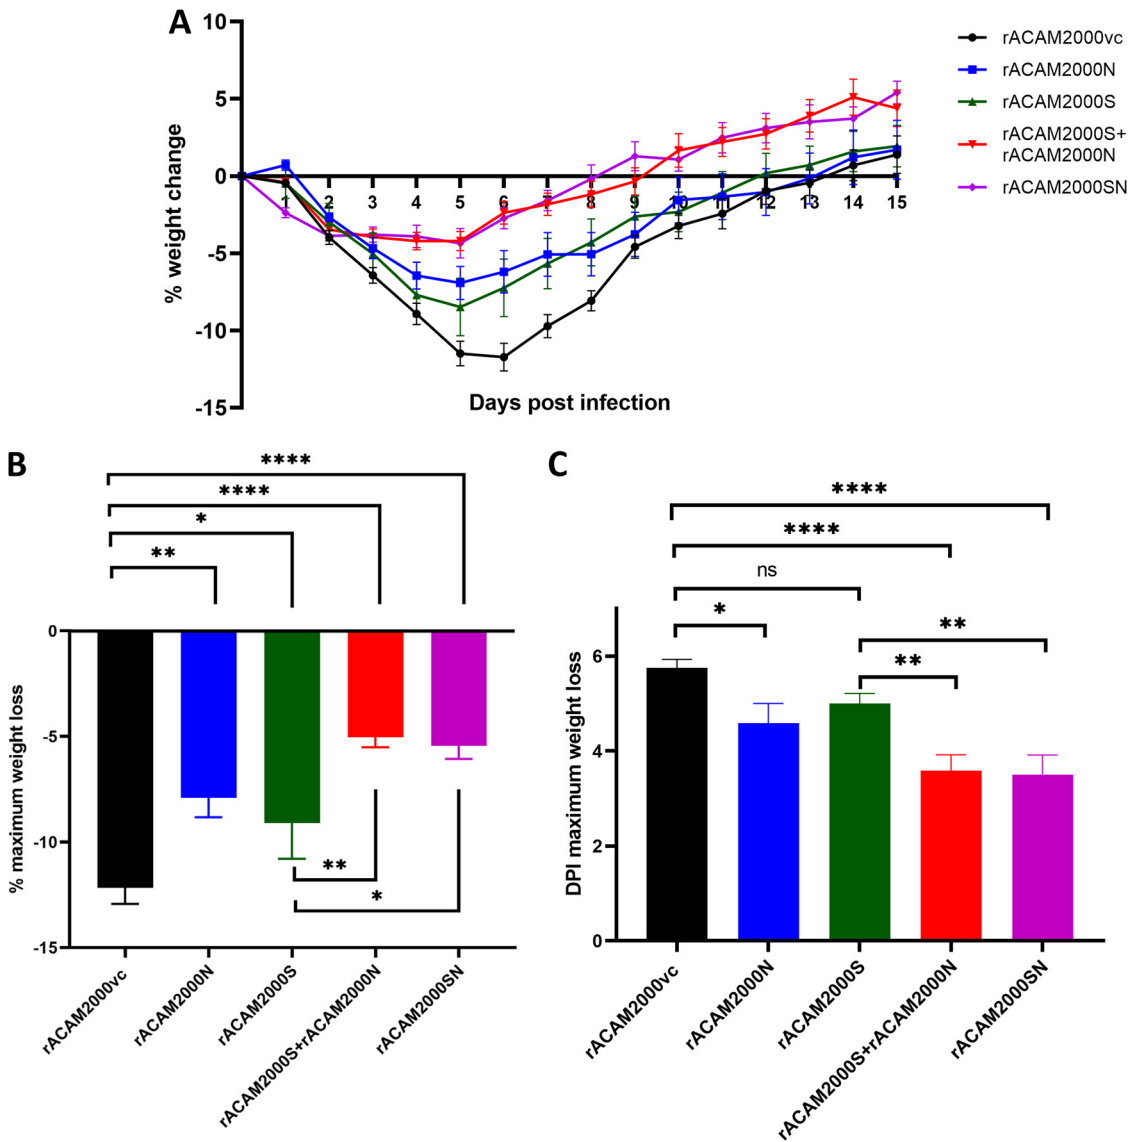 A
10
5
0
-5
-10
-15
% weight change
1 2 3 4 5 6 7 8 9 10 11 12 13 14 15
Days post infection
rACAM2000vc
rACAM2000N
rACAM2000S
rACAM2000S+
rACAM2000N
rACAM2000SN
B
****
****
*
**
0
-5
-10
-15
% maximum weight loss
**
*
rACAM2000vc
rACAM2000N
rACAM2000S
rACAM2000S+rACAM2000N
rACAM2000SN
C
****
****
ns
*
**
**
6
4
2
0
DPI maximum weight loss
rACAM2000vc
rACAM2000N
rACAM2000S
rACAM2000S+rACAM2000N
rACAM2000SN